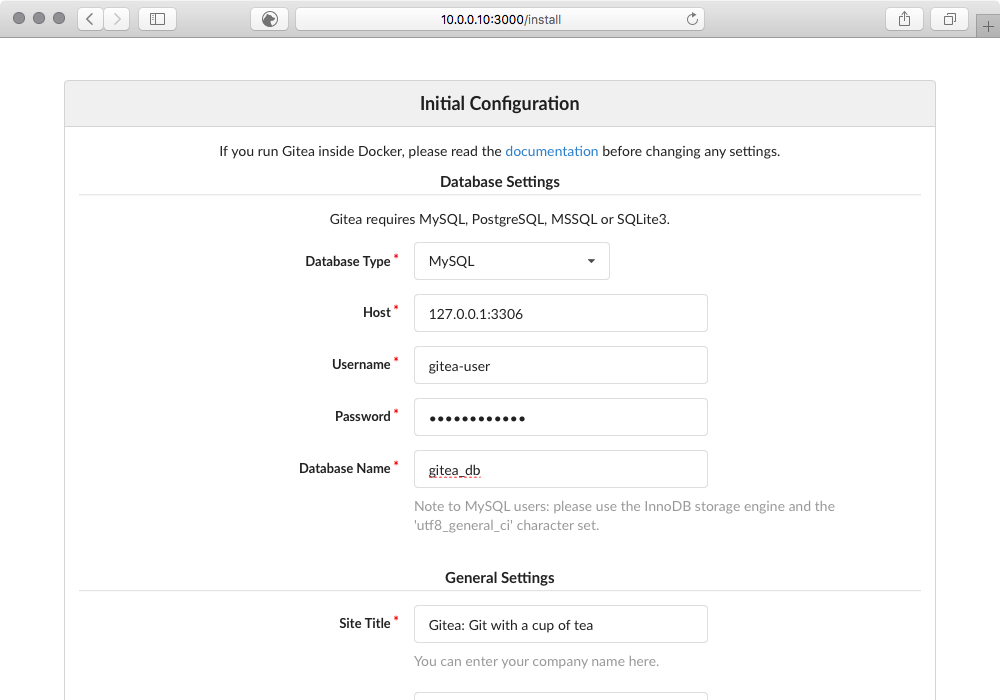 10.0.0.10:3000/install
Initial Configuration
If you run Gitea inside Docker, please read the documentation before changing any settings.
Database Settings
Gitea requires MySQL, PostgreSQL, MSSQL or SQLite3.
Database Type* MySQL
Host* 127.0.0.1:3306
Username* gitea-user
Password* ••••••••••••
Database Name* gitea_db
Note to MySQL users: please use the InnoDB storage engine and the
'utf8_general_ci' character set.
General Settings
Site Title* Gitea: Git with a cup of tea
You can enter your company name here.